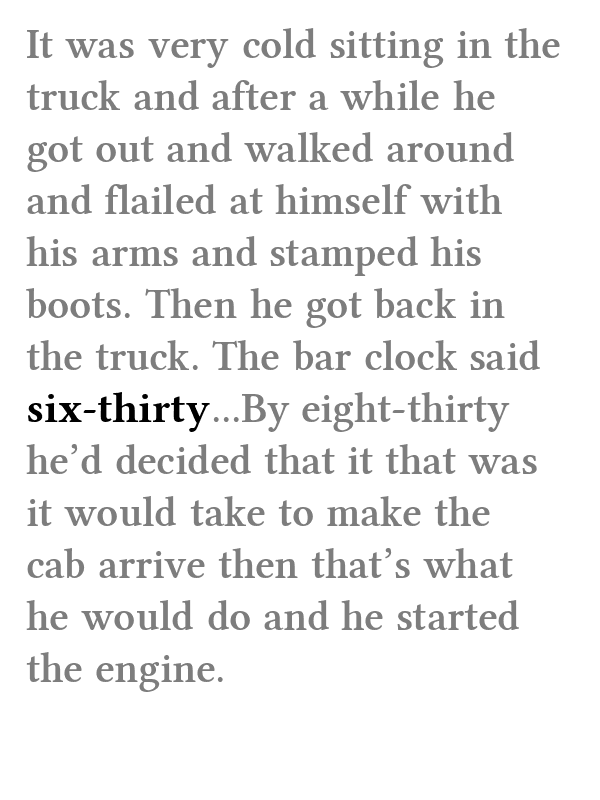 It was very cold sitting in the
truck and after a while he
got out and walked around
and flailed at himself with
his arms and stamped his
boots. Then he got back in
the truck. The bar clock said
six-thirty...By eight-thirty
he’d decided that it that was
it would take to make the
cab arrive then that’s what
he would do and he started
the engine.